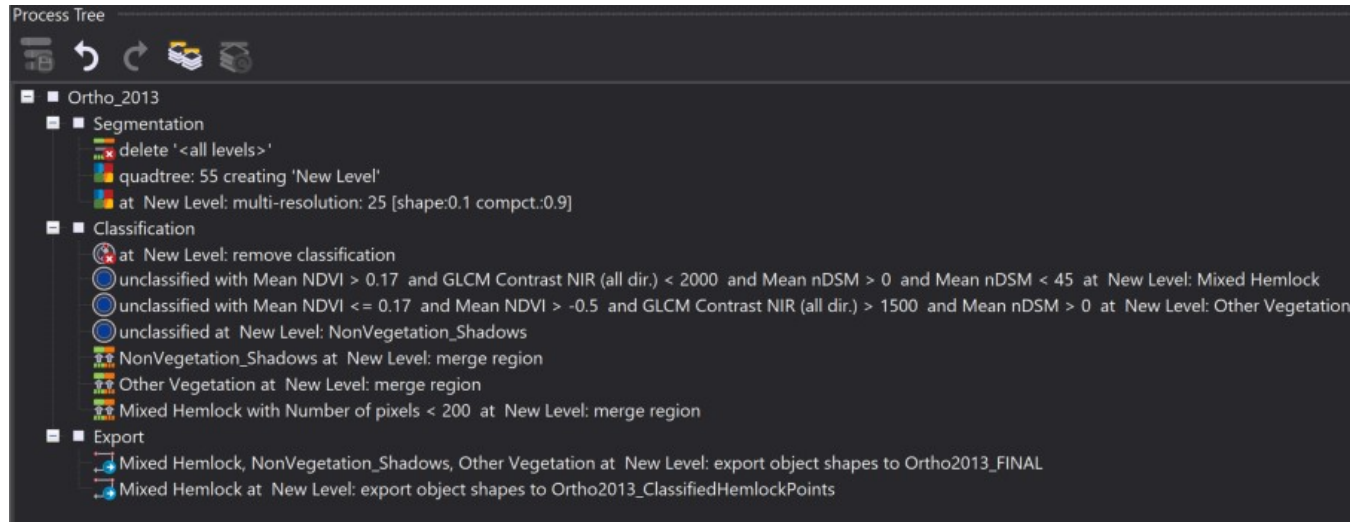 Process Tree
Ortho_2013
Segmentation
delete '<all levels>'
quadtree: 55 creating 'New Level'
at  New Level: multi-resolution: 25 [shape:0.1 compct.:0.9]
Classification
at  New Level: remove classification
unclassified with Mean NDVI > 0.17  and GLCM Contrast NIR (all dir.) < 2000  and Mean nDSM > 0  and Mean nDSM < 45  at  New Level: Mixed Hemlock
unclassified with Mean NDVI <= 0.17  and Mean NDVI > -0.5  and GLCM Contrast NIR (all dir.) > 1500  and Mean nDSM > 0  at  New Level: Other Vegetation
unclassified at  New Level: NonVegetation_Shadows
NonVegetation_Shadows at  New Level: merge region
Other Vegetation at  New Level: merge region
Mixed Hemlock with Number of pixels < 200  at  New Level: merge region
Export
Mixed Hemlock, NonVegetation_Shadows, Other Vegetation at  New Level: export object shapes to Ortho2013_FINAL
Mixed Hemlock at  New Level: export object shapes to Ortho2013_ClassifiedHemlockPoints